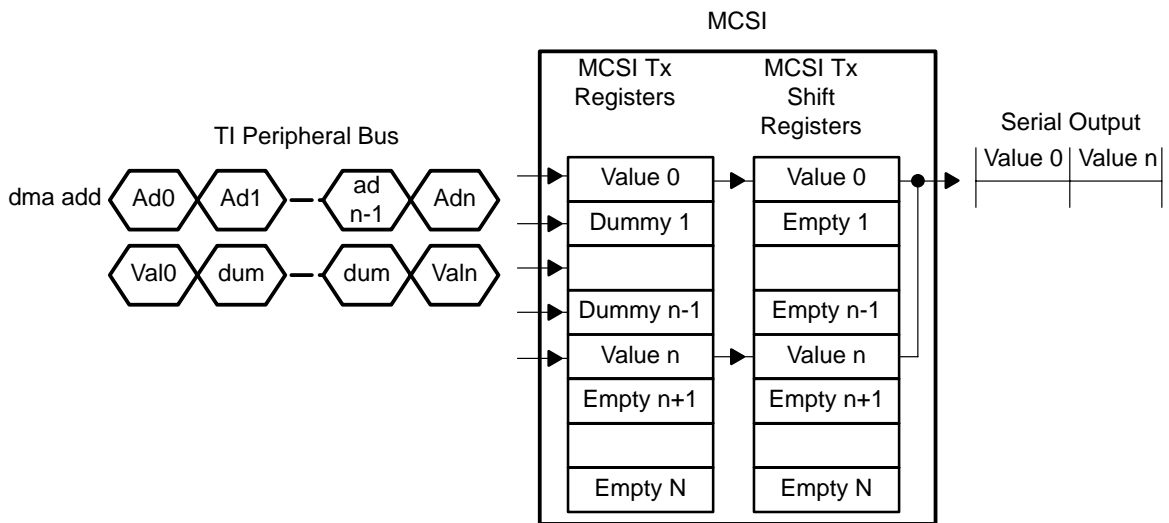 MCSI
MCSI Tx
Registers
MCSI Tx
Shift
Registers
TI Peripheral Bus
Serial Output
dma add
Ad0
Ad1
ad
n-1
Adn
Val0
dum
dum
Valn
Value 0
Dummy 1
Dummy n-1
Value n
Empty n+1
Empty N
Value 0
Empty 1
Empty n-1
Value n
Empty n+1
Empty N
Value 0
Value n